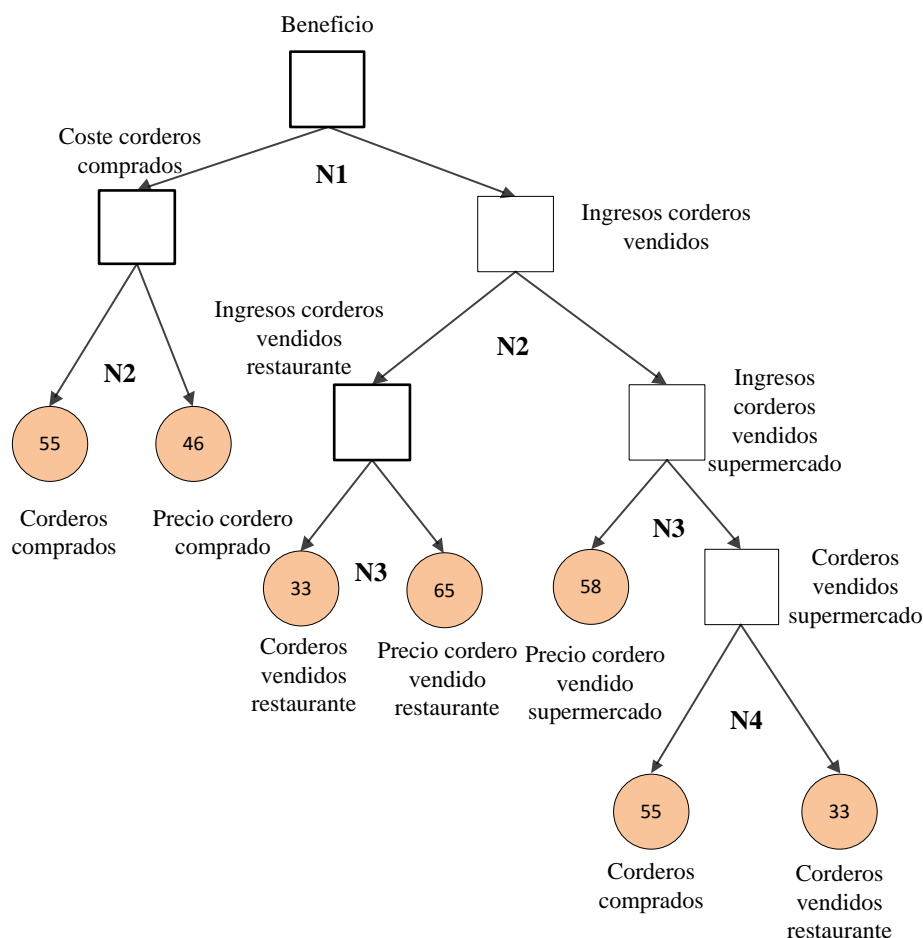 Beneficio
Coste corderos
comprados
N1
Ingresos corderos
vendidos
Ingresos corderos
vendidos
restaurante
N2
N2
Ingresos
corderos
vendidos
supermercado
55
46
Corderos
comprados
Precio cordero
comprado
N3
N3
33
65
58
Corderos
vendidos
supermercado
Corderos
vendidos
restaurante
Precio cordero
vendido
restaurante
Precio cordero
vendido
supermercado
N4
55
33
Corderos
comprados
Corderos
vendidos
restaurante